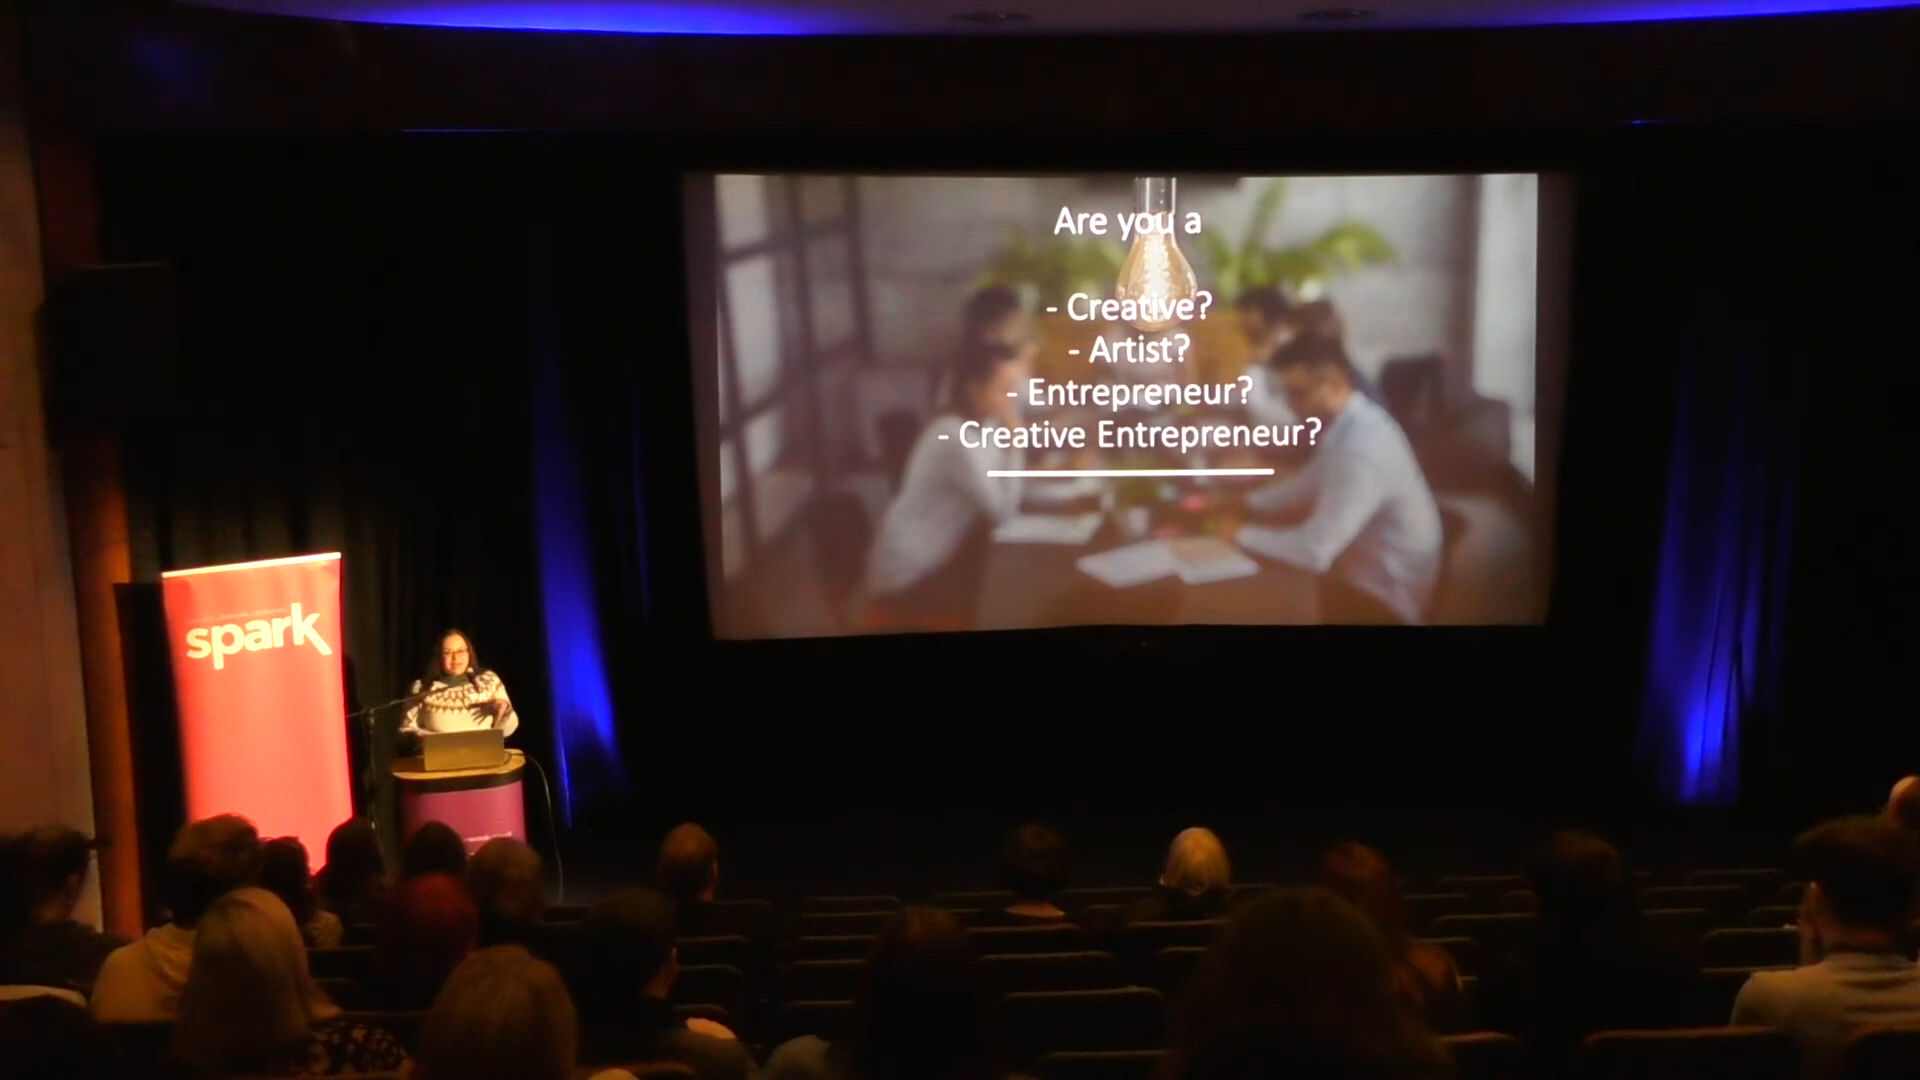 Are you a
- Creative?
- Artist?
- Entrepreneur?
- Creative Entrepreneur?
spark